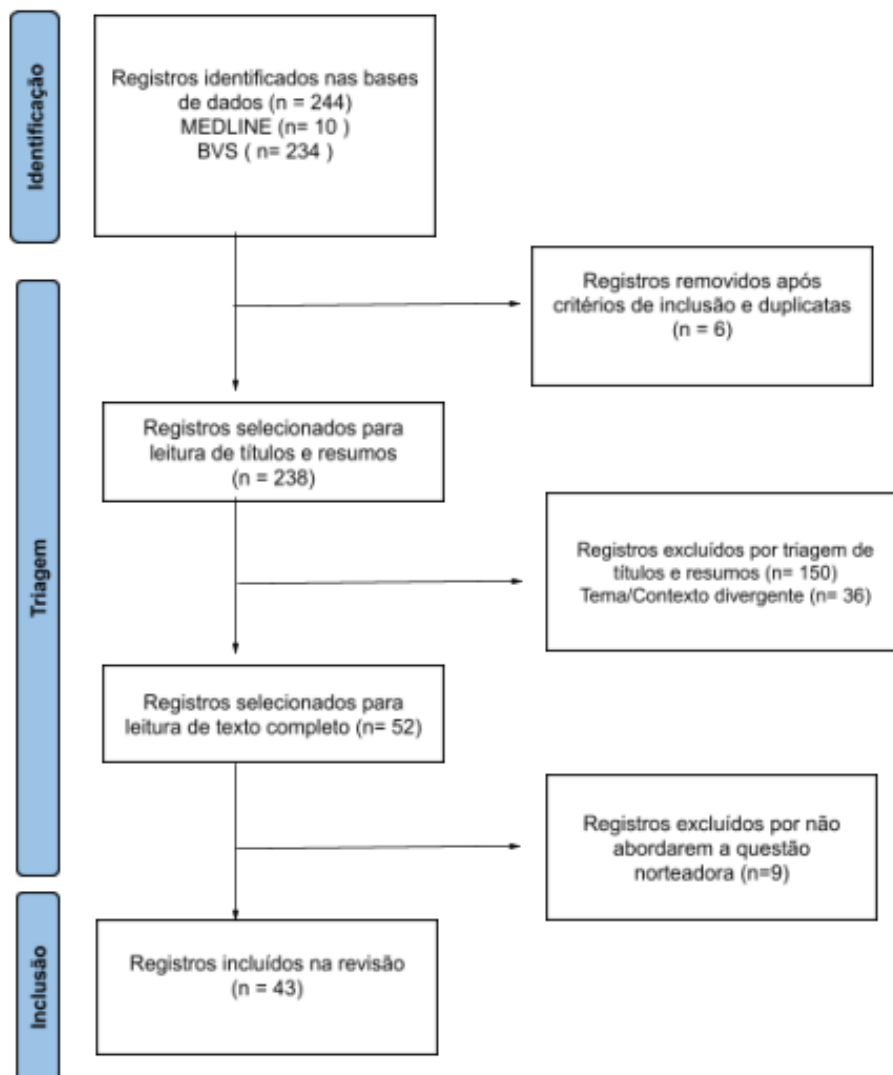 Identificação
Registros identificados nas bases
de dados (n = 244)
MEDLINE (n= 10 )
BVS ( n= 234 )
Registros removidos após
critérios de inclusão e duplicatas
(n = 6)
Triagem
Registros selecionados para
leitura de títulos e resumos
(n = 238)
Registros excluídos por triagem de
títulos e resumos (n= 150)
Tema/Contexto divergente (n= 36)
Registros selecionados para
leitura de texto completo (n= 52)
Registros excluídos por não
abordarem a questão
norteadora (n=9)
Inclusão
Registros incluídos na revisão
(n = 43)